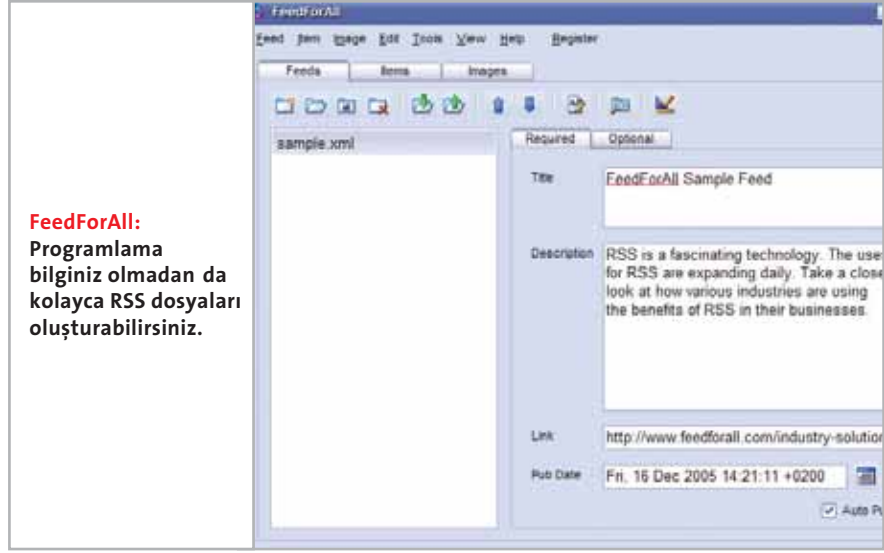 FeedForAll:
Programlama
bilginiz olmadan da
kolayca RSS dosyaları
oluşturabilirsiniz.
FeedForAll
Feed Item Image Edit Tools View Help Register
Feeds Items Images
sample.xml
Required Optional
Title
FeedForAll Sample Feed
Description
RSS is a fascinating technology. The use
for RSS are expanding daily. Take a close
look at how various industries are using
the benefits of RSS in their businesses.
Link
http://www.feedforall.com/industry-solution
Pub Date
Fri, 16 Dec 2005 14:21:11 +0200
Auto Pu